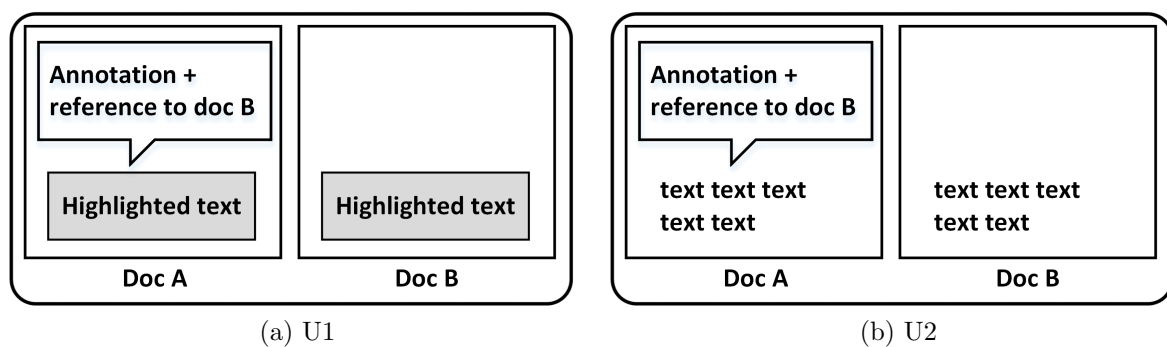 Annotation +
reference to doc B
Highlighted text
Doc A
Highlighted text
Doc B
(a) U1
Annotation +
reference to doc B
text text text
text text
Doc A
text text text
text text
Doc B
(b) U2